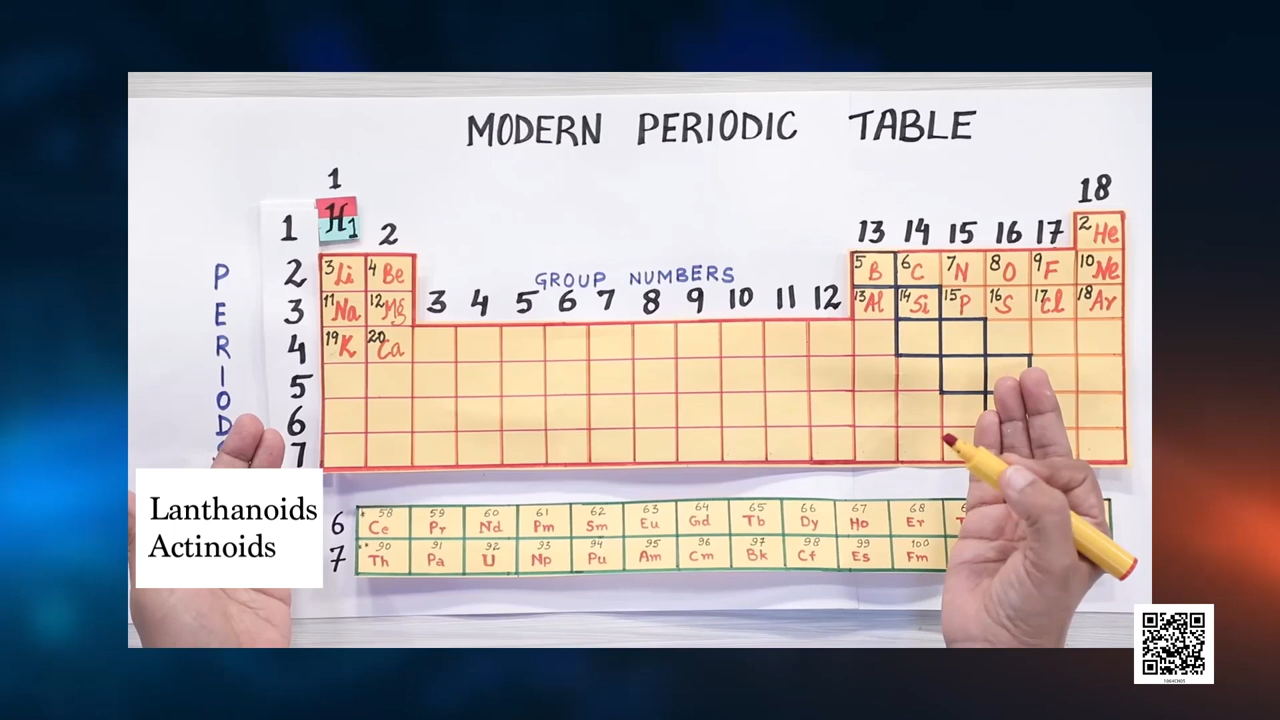 MODERN PERIODIC TABLE
1 18
1 H 1 2 13 14 15 16 17 2 He
2 3 Li 4 Be GROUP NUMBERS 5 B 6 C 7 N 8 O 9 F 10 Ne
3 11 Na 12 Mg 3 4 5 6 7 8 9 10 11 12 13 Al 14 Si 15 P 16 S 17 Cl 18 Ar
4 19 K 20 Ca
5
6
7
P
E
R
I
O
D
Lanthanoids
Actinoids
6 * 58 Ce 59 Pr 60 Nd 61 Pm 62 Sm 63 Eu 64 Gd 65 Tb 66 Dy 67 Ho 68 Er
7 ** 90 Th 91 Pa 92 U 93 Np 94 Pu 95 Am 96 Cm 97 Bk 98 Cf 99 Es 100 Fm